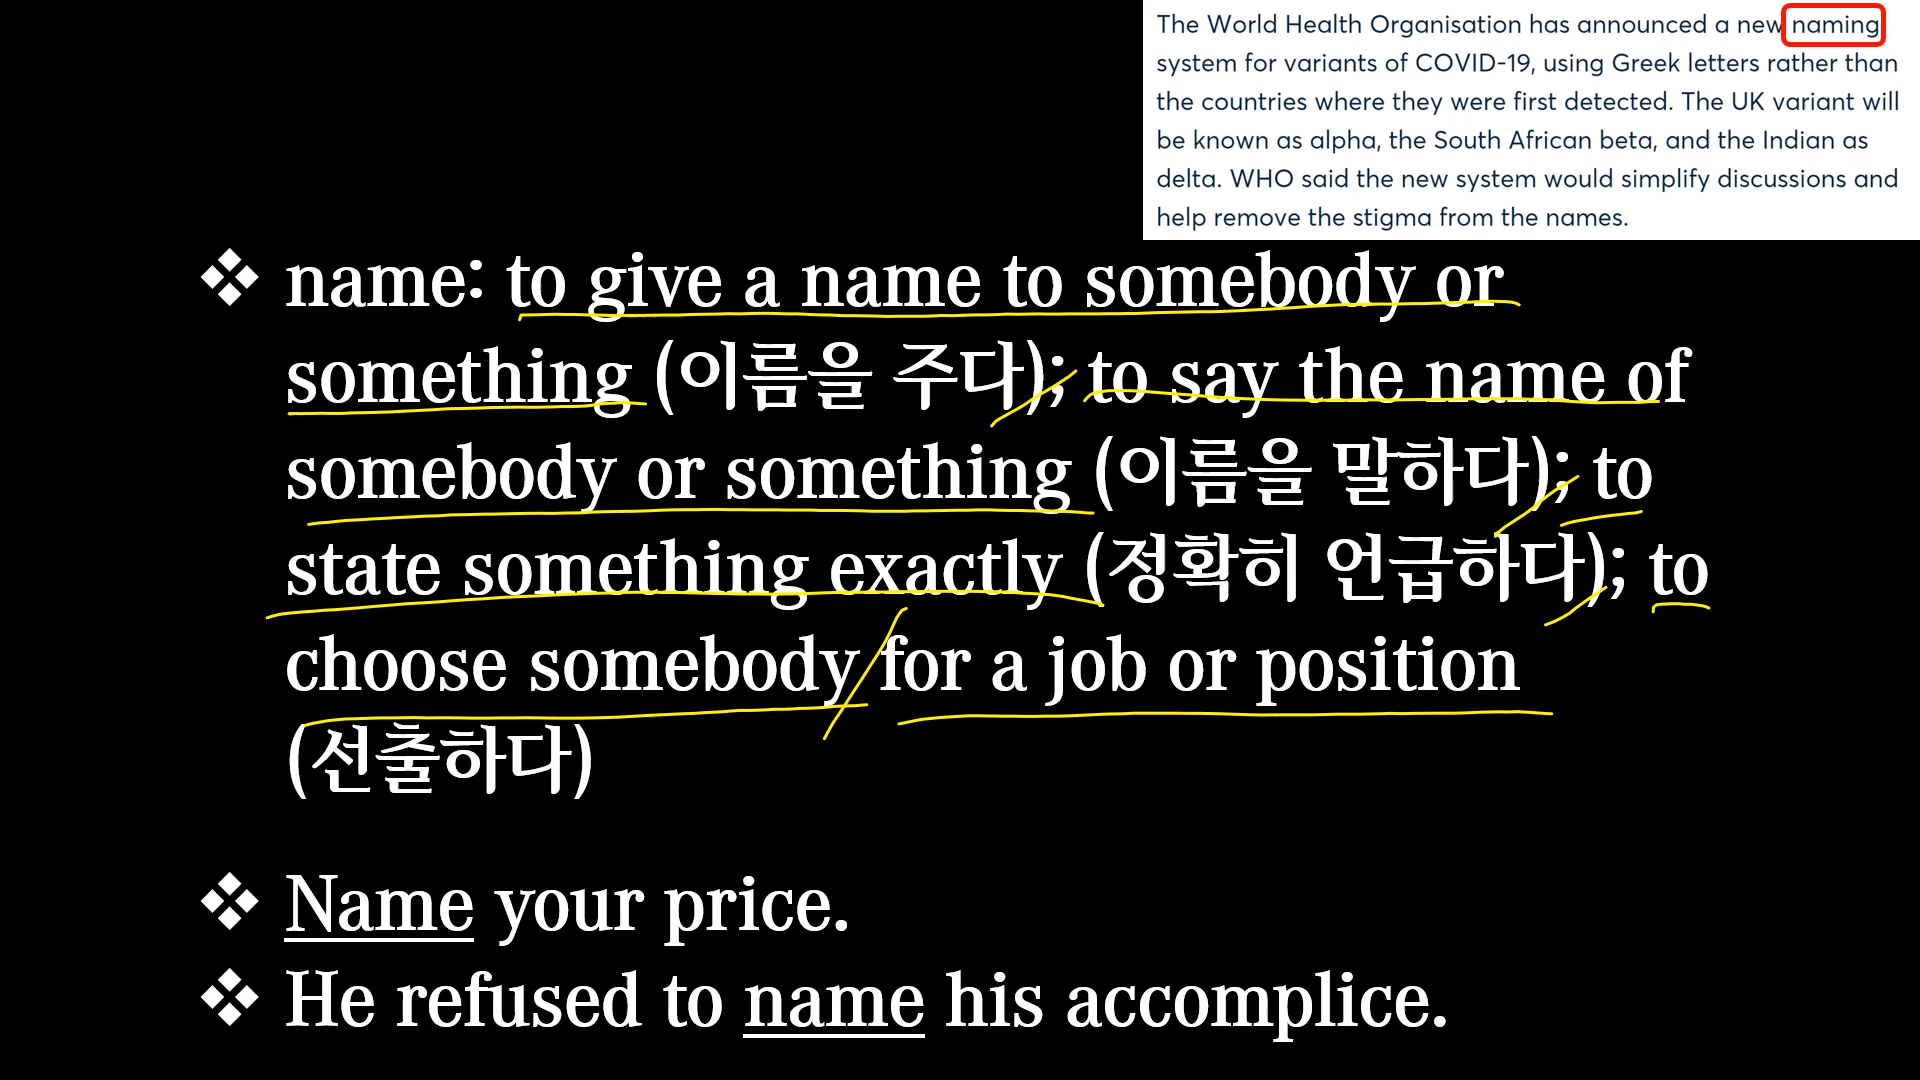 The World Health Organisation has announced a new naming
system for variants of COVID-19, using Greek letters rather than
the countries where they were first detected. The UK variant will
be known as alpha, the South African beta, and the Indian as
delta. WHO said the new system would simplify discussions and
help remove the stigma from the names.
❖ name: to give a name to somebody or
something (이름을 주다); to say the name of
somebody or something (이름을 말하다); to
state something exactly (정확히 언급하다); to
choose somebody for a job or position
(선출하다)
❖ Name your price.
❖ He refused to name his accomplice.